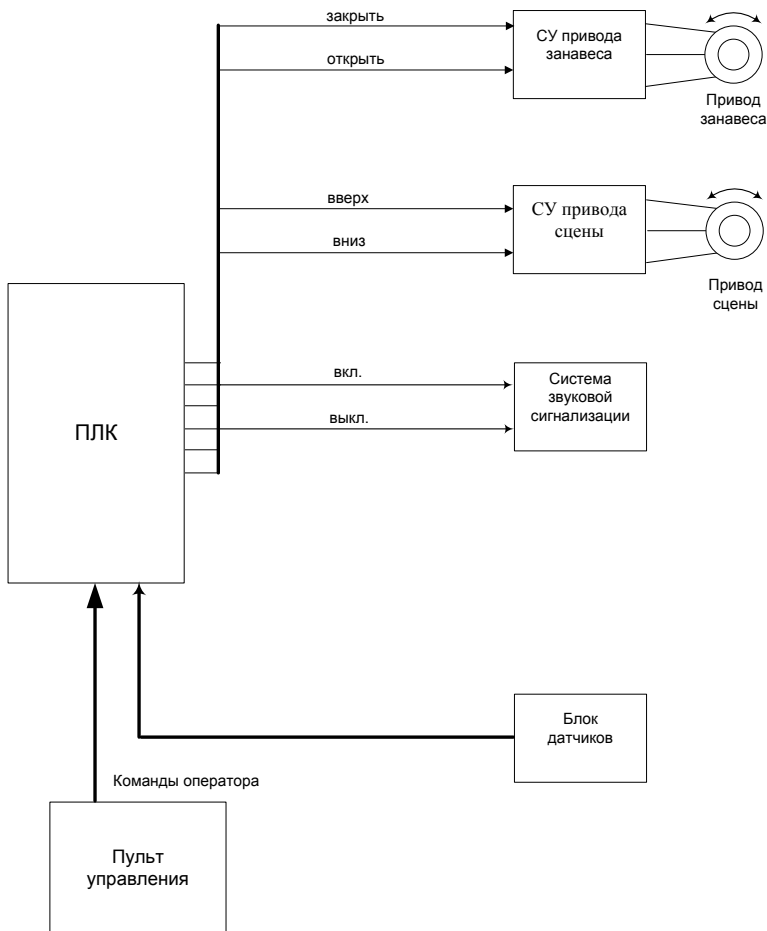 закрыть
СУ привода
занавеса
открыть
Привод
занавеса
вверх
СУ привода
сцены
вниз
Привод
сцены
вкл.
Система
звуковой
сигнализации
выкл.
ПЛК
Блок
датчиков
Команды оператора
Пульт
управления